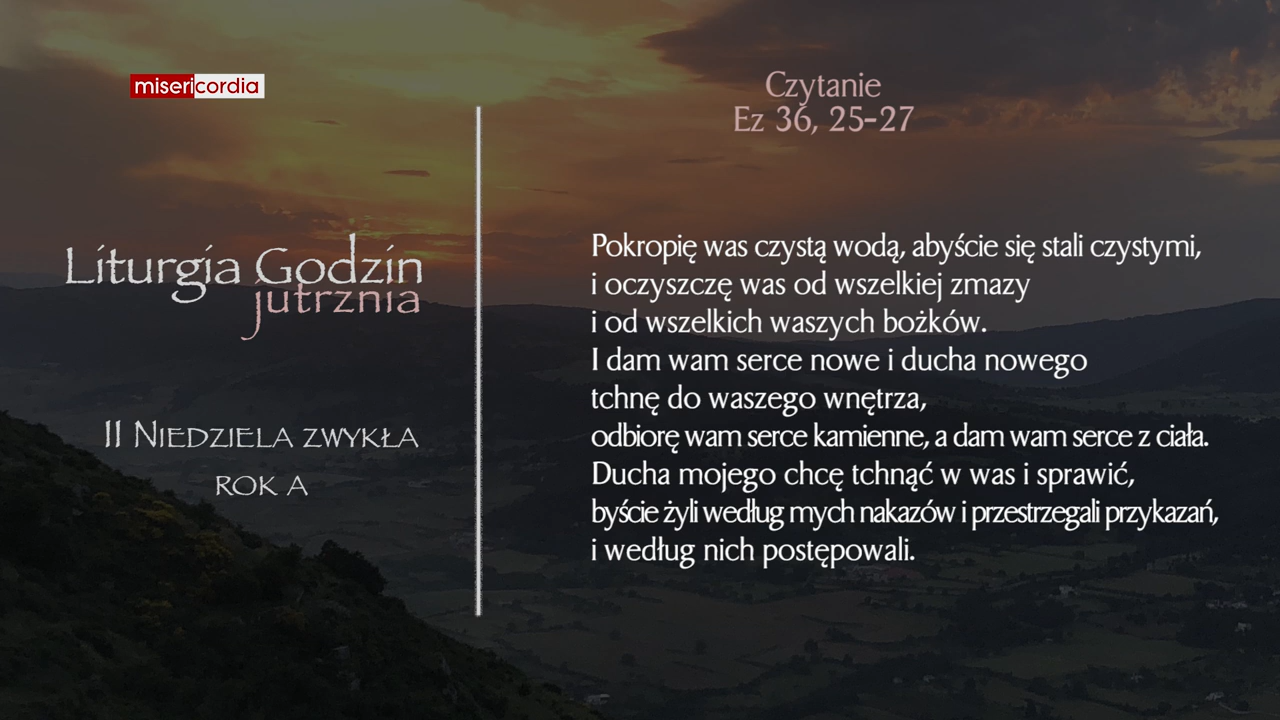 misericordia
Liturgia Godzin
jutrznia
II Niedziela zwykła
rok A
Czytanie
Ez 36, 25-27
Pokropię was czystą wodą, abyście się stali czystymi,
i oczyszczę was od wszelkiej zmazy
i od wszelkich waszych bożków.
I dam wam serce nowe i ducha nowego
tchnę do waszego wnętrza,
odbiorę wam serce kamienne, a dam wam serce z ciała.
Ducha mojego chcę tchnąć w was i sprawić,
byście żyli według mych nakazów i przestrzegali przykazań,
i według nich postępowali.